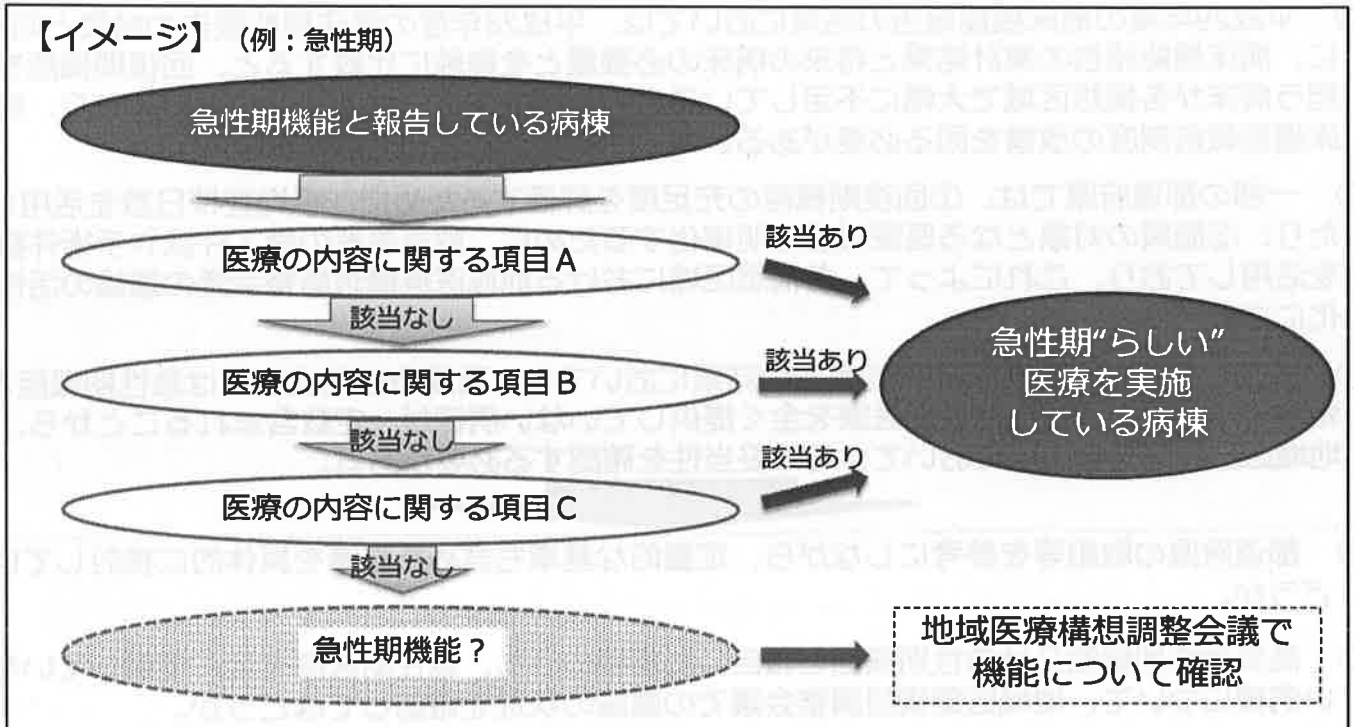 【イメージ】 (例:急性期)
急性期機能と報告している病棟
医療の内容に関する項目A
該当あり
該当なし
急性期“らしい”
医療を実施
している病棟
医療の内容に関する項目B
該当あり
該当なし
医療の内容に関する項目C
該当あり
該当なし
急性期機能?
地域医療構想調整会議で
機能について確認